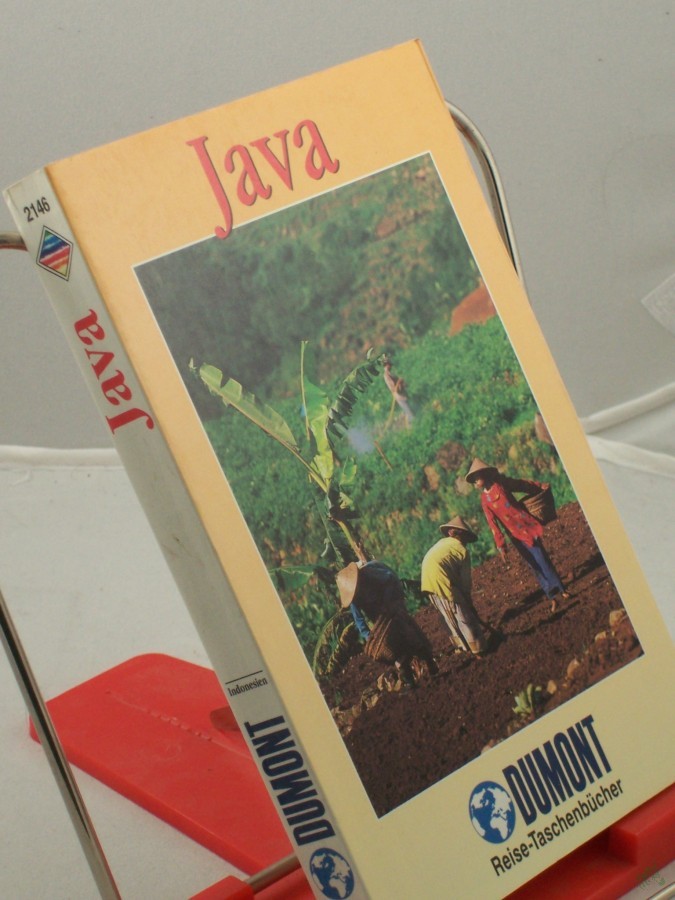 Java
DUMONT
Reise-Taschenbücher
2146
Java
Indonesien
DUMONT